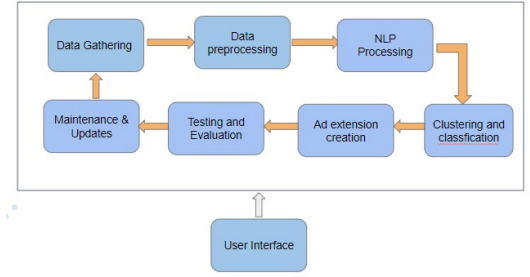 Data Gathering
Data
preprocessing
NLP
Processing
Maintenance &
Updates
Testing and
Evaluation
Ad extension
creation
Clustering and
classfication
User Interface